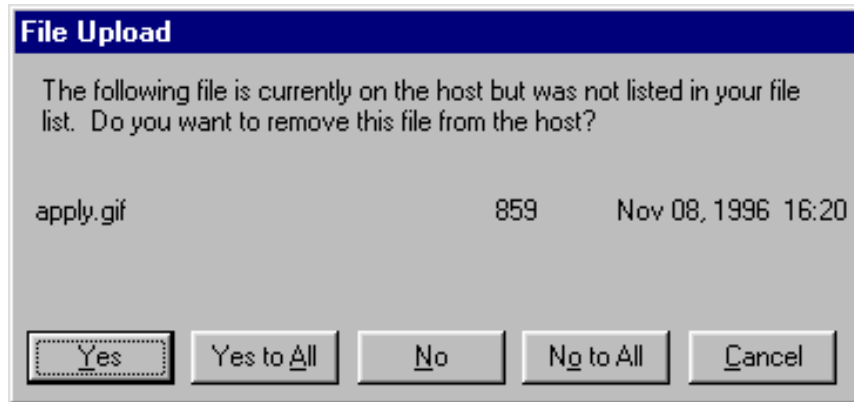 File Upload
The following file is currently on the host but was not listed in your file
list. Do you want to remove this file from the host?
apply.gif 859 Nov 08, 1996 16:20
Yes Yes to All No No to All Cancel